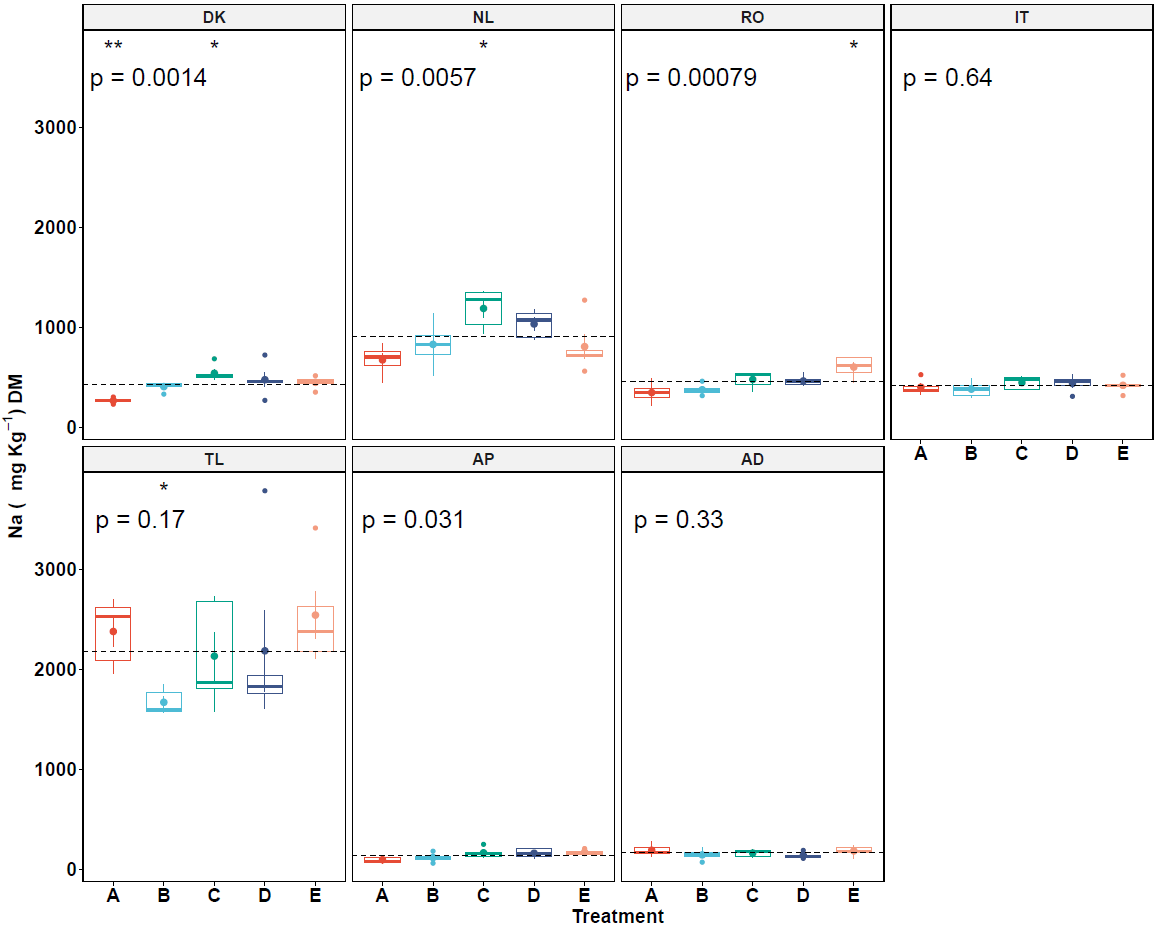 DK NL RO IT
** * * *
p = 0.0014 p = 0.0057 p = 0.00079 p = 0.64
3000
2000
1000
0
A B C D E
TL AP AD
*
p = 0.17 p = 0.031 p = 0.33
3000
2000
1000
0
A B C D E A B C D E A B C D E
Treatment
Na ( mg Kg⁻¹) DM